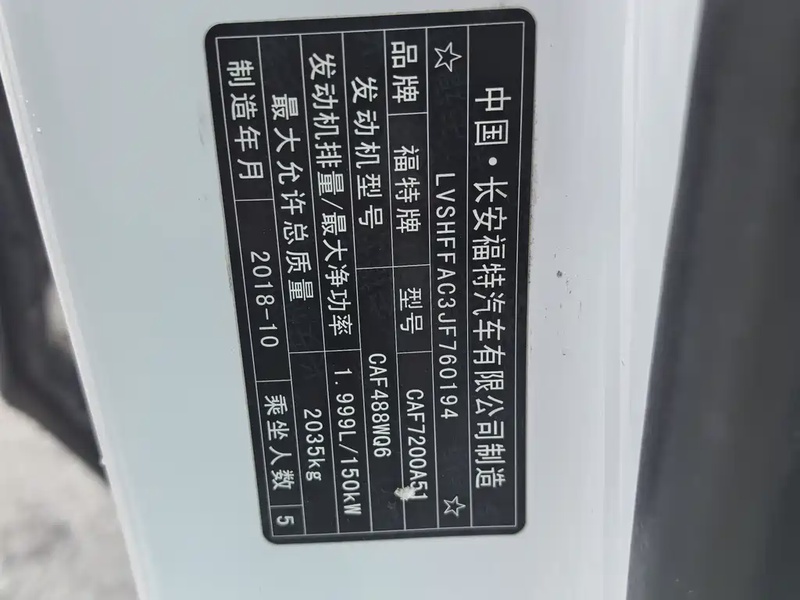 中国·长安福特汽车有限公司制造
☆ LVSHFFAC3JF760194 ☆
品牌 福特牌 型号 CAF7200A51
发动机型号 CAF488WQ6
发动机排量/最大净功率 1.999L/150kW
最大允许总质量 2035kg
制造年月 2018-10 乘坐人数 5